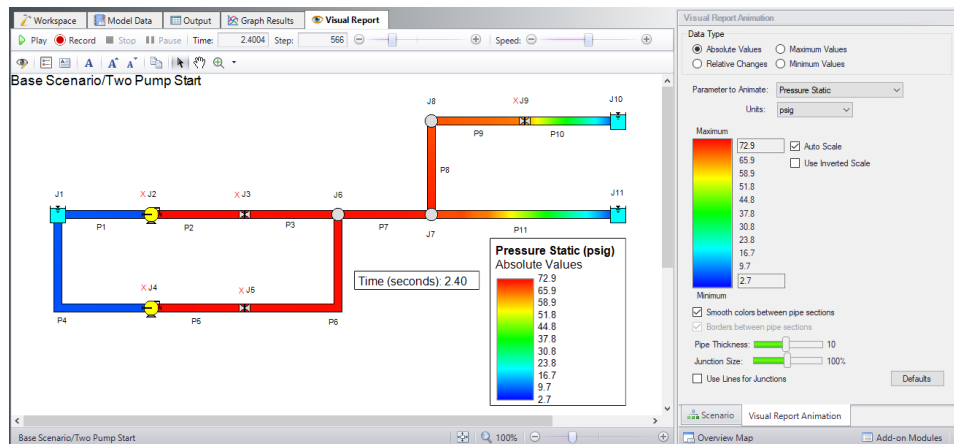 Workspace Model Data Output Graph Results Visual Report
Play Record Stop Pause Time: 2.4004 Step: 566 Speed:
A A A
Base Scenario/Two Pump Start
J8 X J9 J10
P9 P10
P8
J1 X J2 X J3 J6 J11
P1 P2 P3 P7 J7 P11
X J4 X J5
P4 P5 P6
Time (seconds): 2.40
Pressure Static (psig)
Absolute Values
72.9
65.9
58.9
51.8
44.8
37.8
30.8
23.8
16.7
9.7
2.7
Base Scenario/Two Pump Start 100%
Visual Report Animation
Data Type
Absolute Values Maximum Values
Relative Changes Minimum Values
Parameter to Animate: Pressure Static
Units: psig
Maximum
72.9 Auto Scale
65.9 Use Inverted Scale
58.9
51.8
44.8
37.8
30.8
23.8
16.7
9.7
2.7
Minimum
Smooth colors between pipe sections
Borders between pipe sections
Pipe Thickness: 10
Junction Size: 100%
Use Lines for Junctions Defaults
Scenario Visual Report Animation
Overview Map Add-on Modules